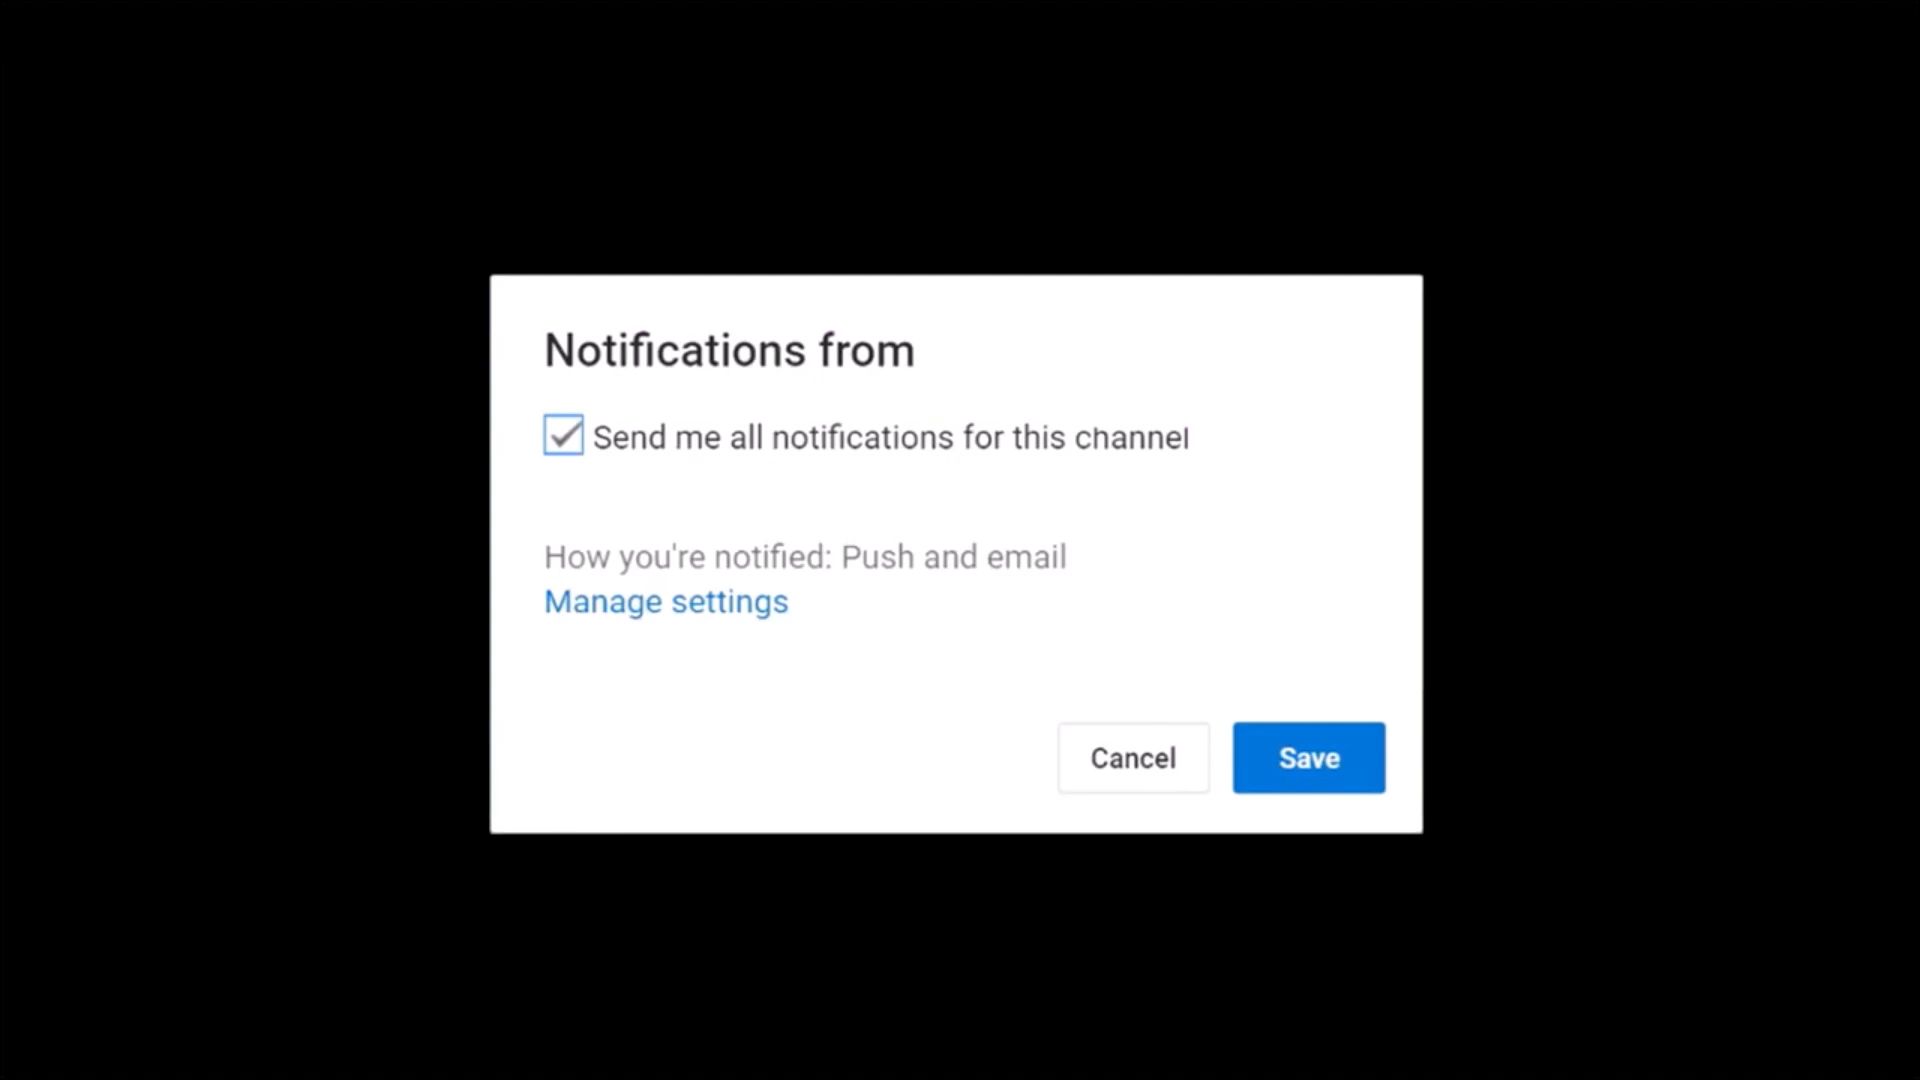 Notifications from
Send me all notifications for this channel
How you're notified: Push and email
Manage settings
Cancel
Save